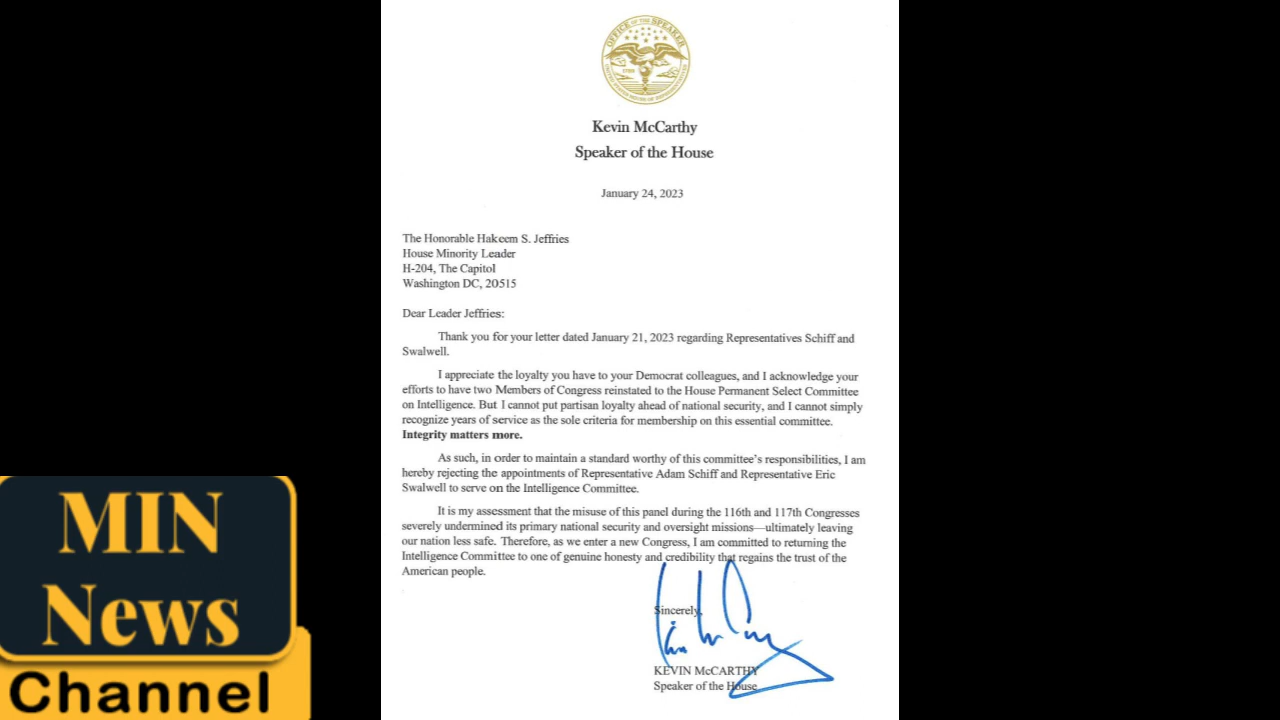 OFFICE OF THE SPEAKER
UNITED STATES HOUSE OF REPRESENTATIVES
Kevin McCarthy
Speaker of the House
January 24, 2023
The Honorable Hakeem S. Jeffries
House Minority Leader
H-204, The Capitol
Washington DC, 20515
Dear Leader Jeffries:
Thank you for your letter dated January 21, 2023 regarding Representatives Schiff and
Swalwell.
I appreciate the loyalty you have to your Democrat colleagues, and I acknowledge your
efforts to have two Members of Congress reinstated to the House Permanent Select Committee
on Intelligence. But I cannot put partisan loyalty ahead of national security, and I cannot simply
recognize years of service as the sole criteria for membership on this essential committee.
Integrity matters more.
As such, in order to maintain a standard worthy of this committee's responsibilities, I am
hereby rejecting the appointments of Representative Adam Schiff and Representative Eric
Swalwell to serve on the Intelligence Committee.
It is my assessment that the misuse of this panel during the 116th and 117th Congresses
severely undermined its primary national security and oversight missions—ultimately leaving
our nation less safe. Therefore, as we enter a new Congress, I am committed to returning the
Intelligence Committee to one of genuine honesty and credibility that regains the trust of the
American people.
Sincerely,
KEVIN McCARTHY
Speaker of the House
MIN
News
Channel